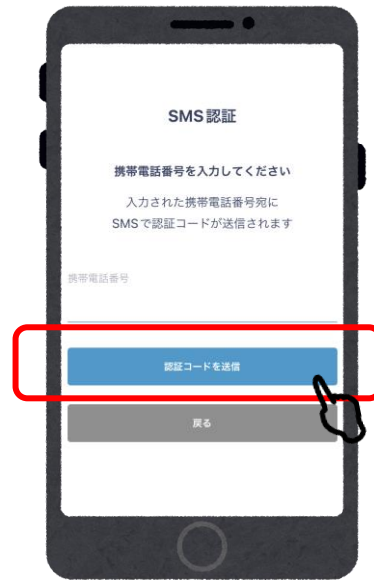 SMS認証
携帯電話番号を入力してください
入力された携帯電話番号宛に
SMSで認証コードが送信されます
携帯電話番号
認証コードを送信
戻る